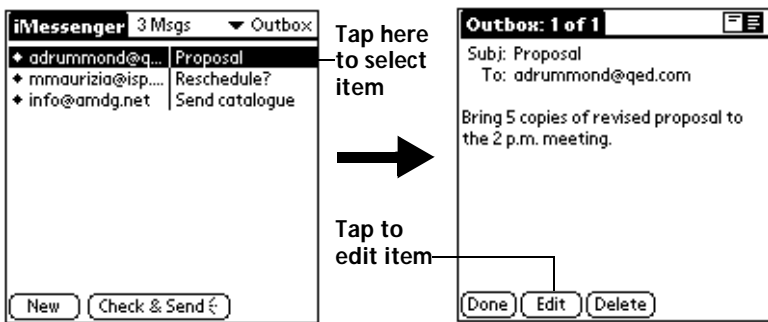 iMessenger 3 Msgs Outbox
adrummond@q... Proposal
mmaurizia@isp.... Reschedule?
info@amdg.net Send catalogue
New Check & Send
Tap here
to select
item
Tap to
edit item
Outbox: 1 of 1
Subj: Proposal
To: adrummond@qed.com
Bring 5 copies of revised proposal to
the 2 p.m. meeting.
Done Edit Delete